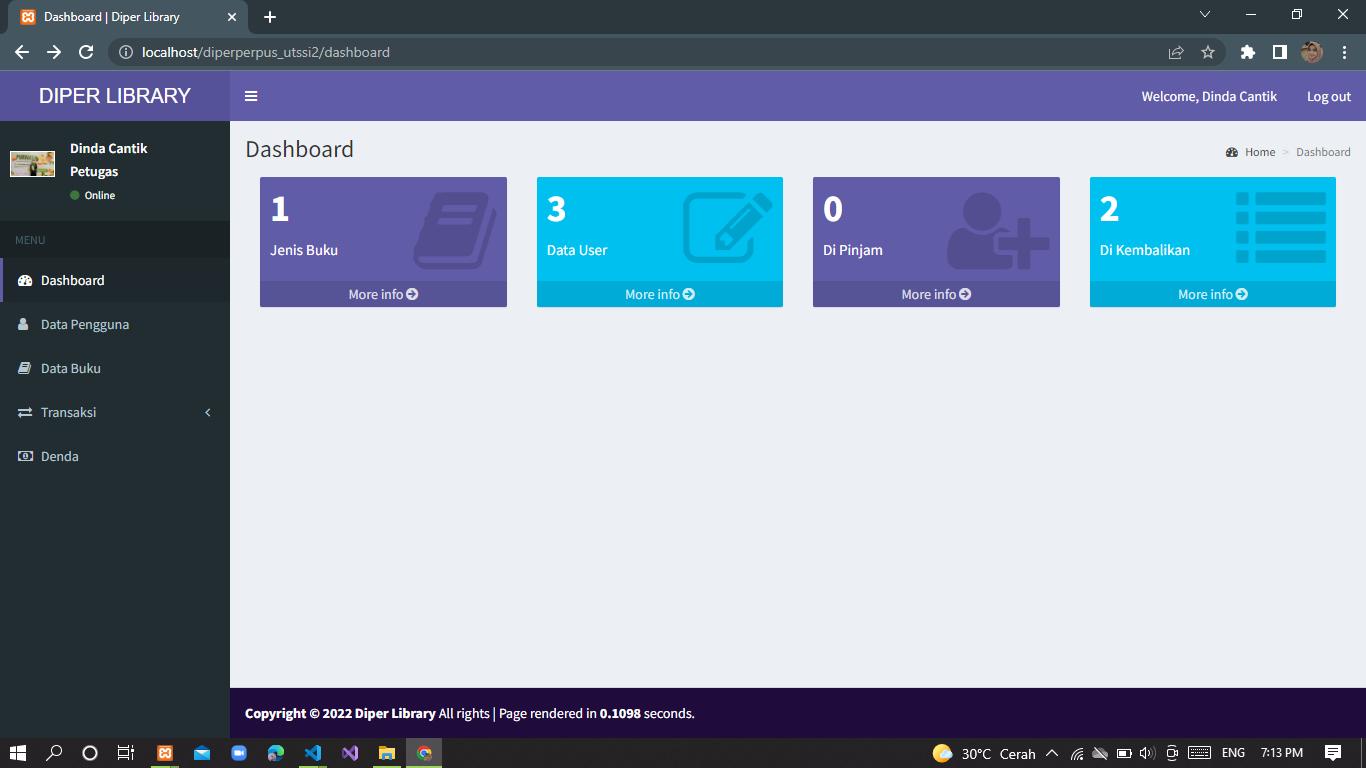 Dashboard | Diper Library
localhost/diperperpus_utssi2/dashboard
DIPER LIBRARY
Welcome, Dinda Cantik
Log out
Dinda Cantik
Petugas
Online
MENU
Dashboard
Data Pengguna
Data Buku
Transaksi
Denda
Dashboard
Home > Dashboard
1
Jenis Buku
More info
3
Data User
More info
0
Di Pinjam
More info
2
Di Kembalikan
More info
Copyright © 2022 Diper Library All rights | Page rendered in 0.1098 seconds.
30°C Cerah
ENG
7:13 PM